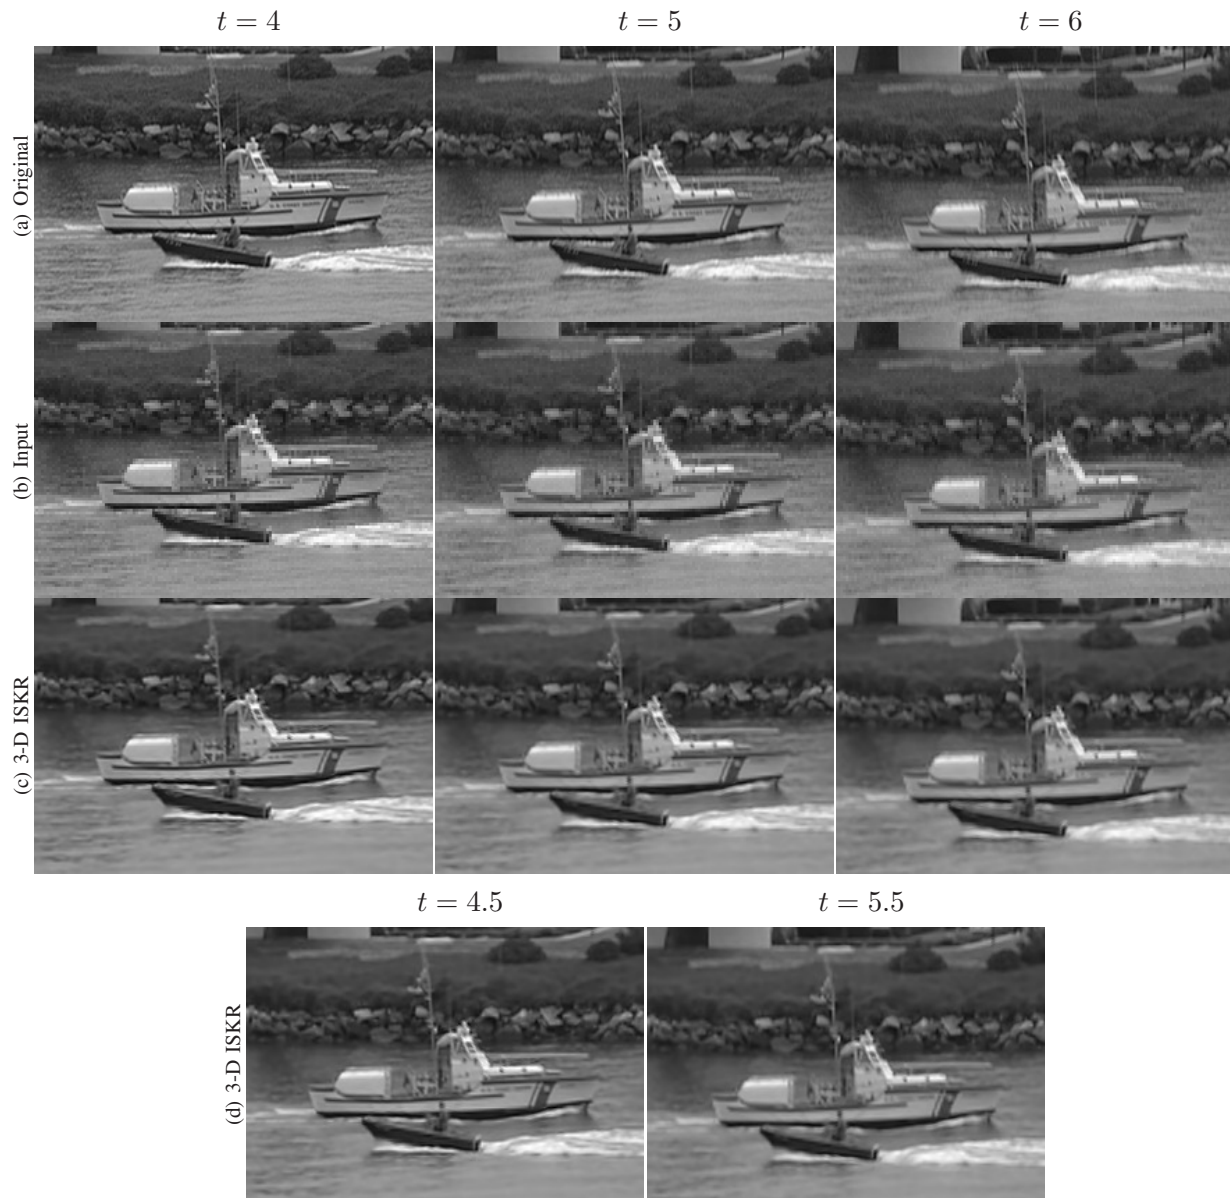 t = 4
t = 5
t = 6
(a) Original
(b) Input
(c) 3-D ISKR
t = 4.5
t = 5.5
(d) 3-D ISKR